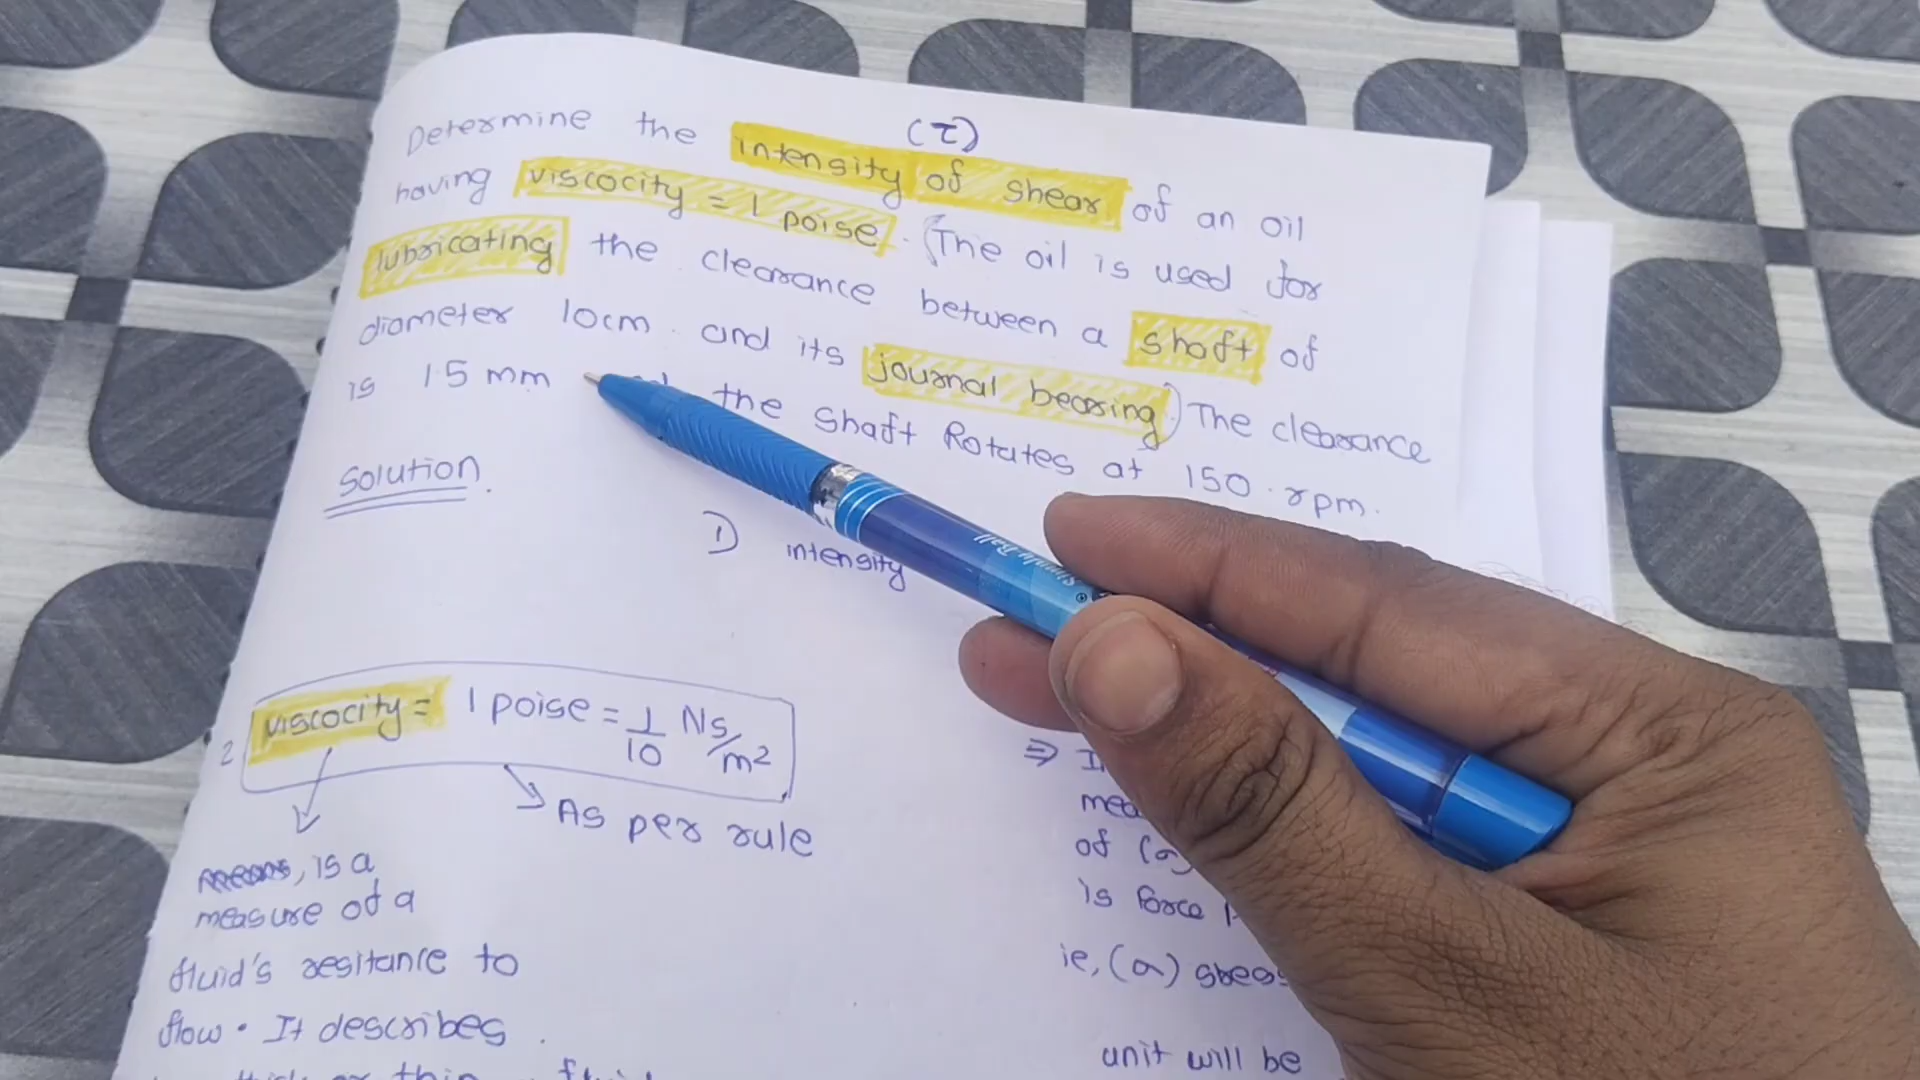 (τ)
Determine the intensity of shear of an oil
having viscocity = 1 poise. (The oil is used for
lubricating the clearance between a shaft of
diameter 10cm and its journal bearing) The clearance
is 1.5 mm the shaft Rotates at 150 rpm.
Solution
1) intensity
2 viscocity = 1 poise = 1/10 Ns/m²
As per rule
is a
measure of a
fluid's resitance to
flow. It describes
Simply Ball
of
is force
ie, (σ)
unit will be